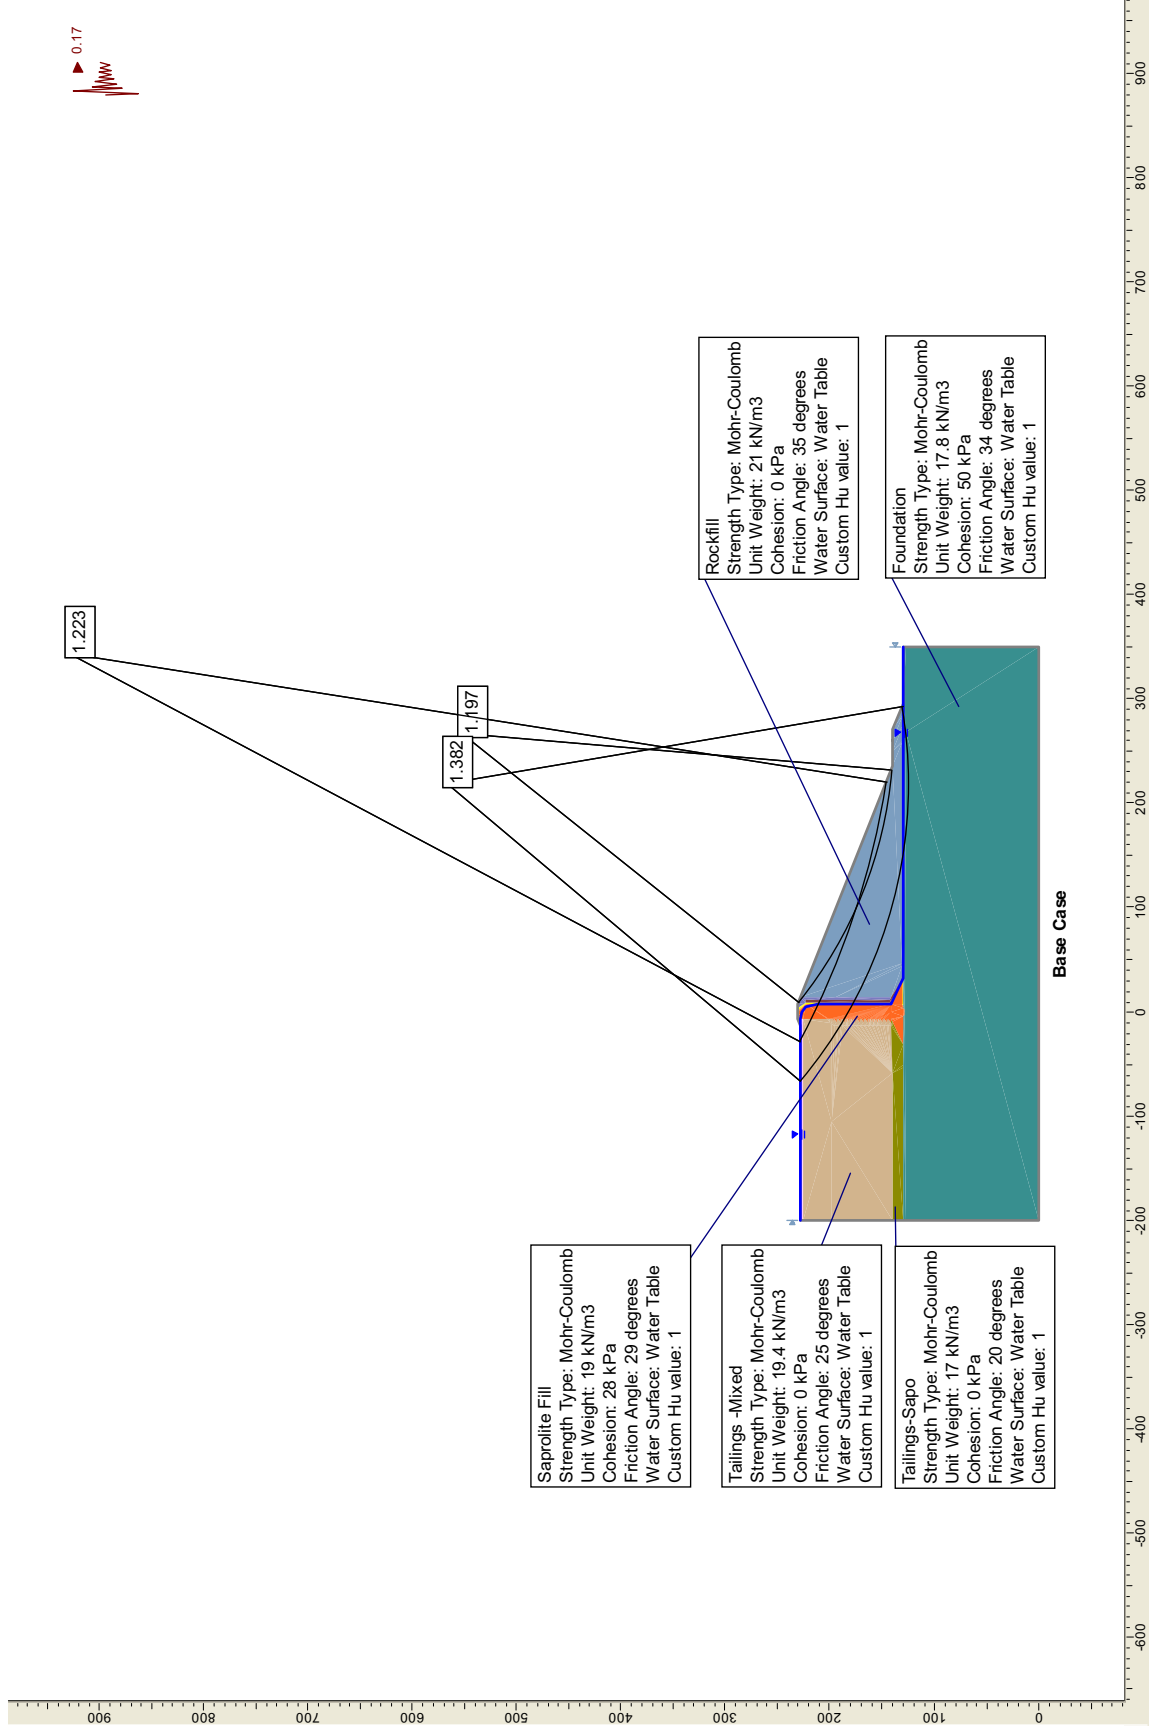 0.17
1.223
1.197
1.382
Rockfill
Strength Type: Mohr-Coulomb
Unit Weight: 21 kN/m3
Cohesion: 0 kPa
Friction Angle: 35 degrees
Water Surface: Water Table
Custom Hu value: 1
Foundation
Strength Type: Mohr-Coulomb
Unit Weight: 17.8 kN/m3
Cohesion: 50 kPa
Friction Angle: 34 degrees
Water Surface: Water Table
Custom Hu value: 1
Saprolite Fill
Strength Type: Mohr-Coulomb
Unit Weight: 19 kN/m3
Cohesion: 28 kPa
Friction Angle: 29 degrees
Water Surface: Water Table
Custom Hu value: 1
Tailings -Mixed
Strength Type: Mohr-Coulomb
Unit Weight: 19.4 kN/m3
Cohesion: 0 kPa
Friction Angle: 25 degrees
Water Surface: Water Table
Custom Hu value: 1
Tailings-Sapo
Strength Type: Mohr-Coulomb
Unit Weight: 17 kN/m3
Cohesion: 0 kPa
Friction Angle: 20 degrees
Water Surface: Water Table
Custom Hu value: 1
Base Case
900
800
700
600
500
400
300
200
100
0
-600
-500
-400
-300
-200
-100
0
100
200
300
400
500
600
700
800
900